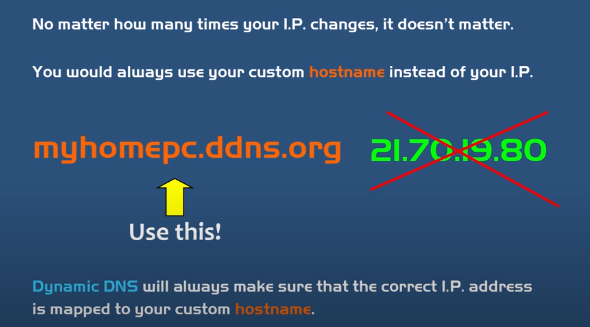 No matter how many times your I.P. changes, it doesn't matter.
You would always use your custom hostname instead of your I.P.
myhomepc.ddns.org 21.70.19.80
Use this!
Dynamic DNS will always make sure that the correct I.P. address
is mapped to your custom hostname.